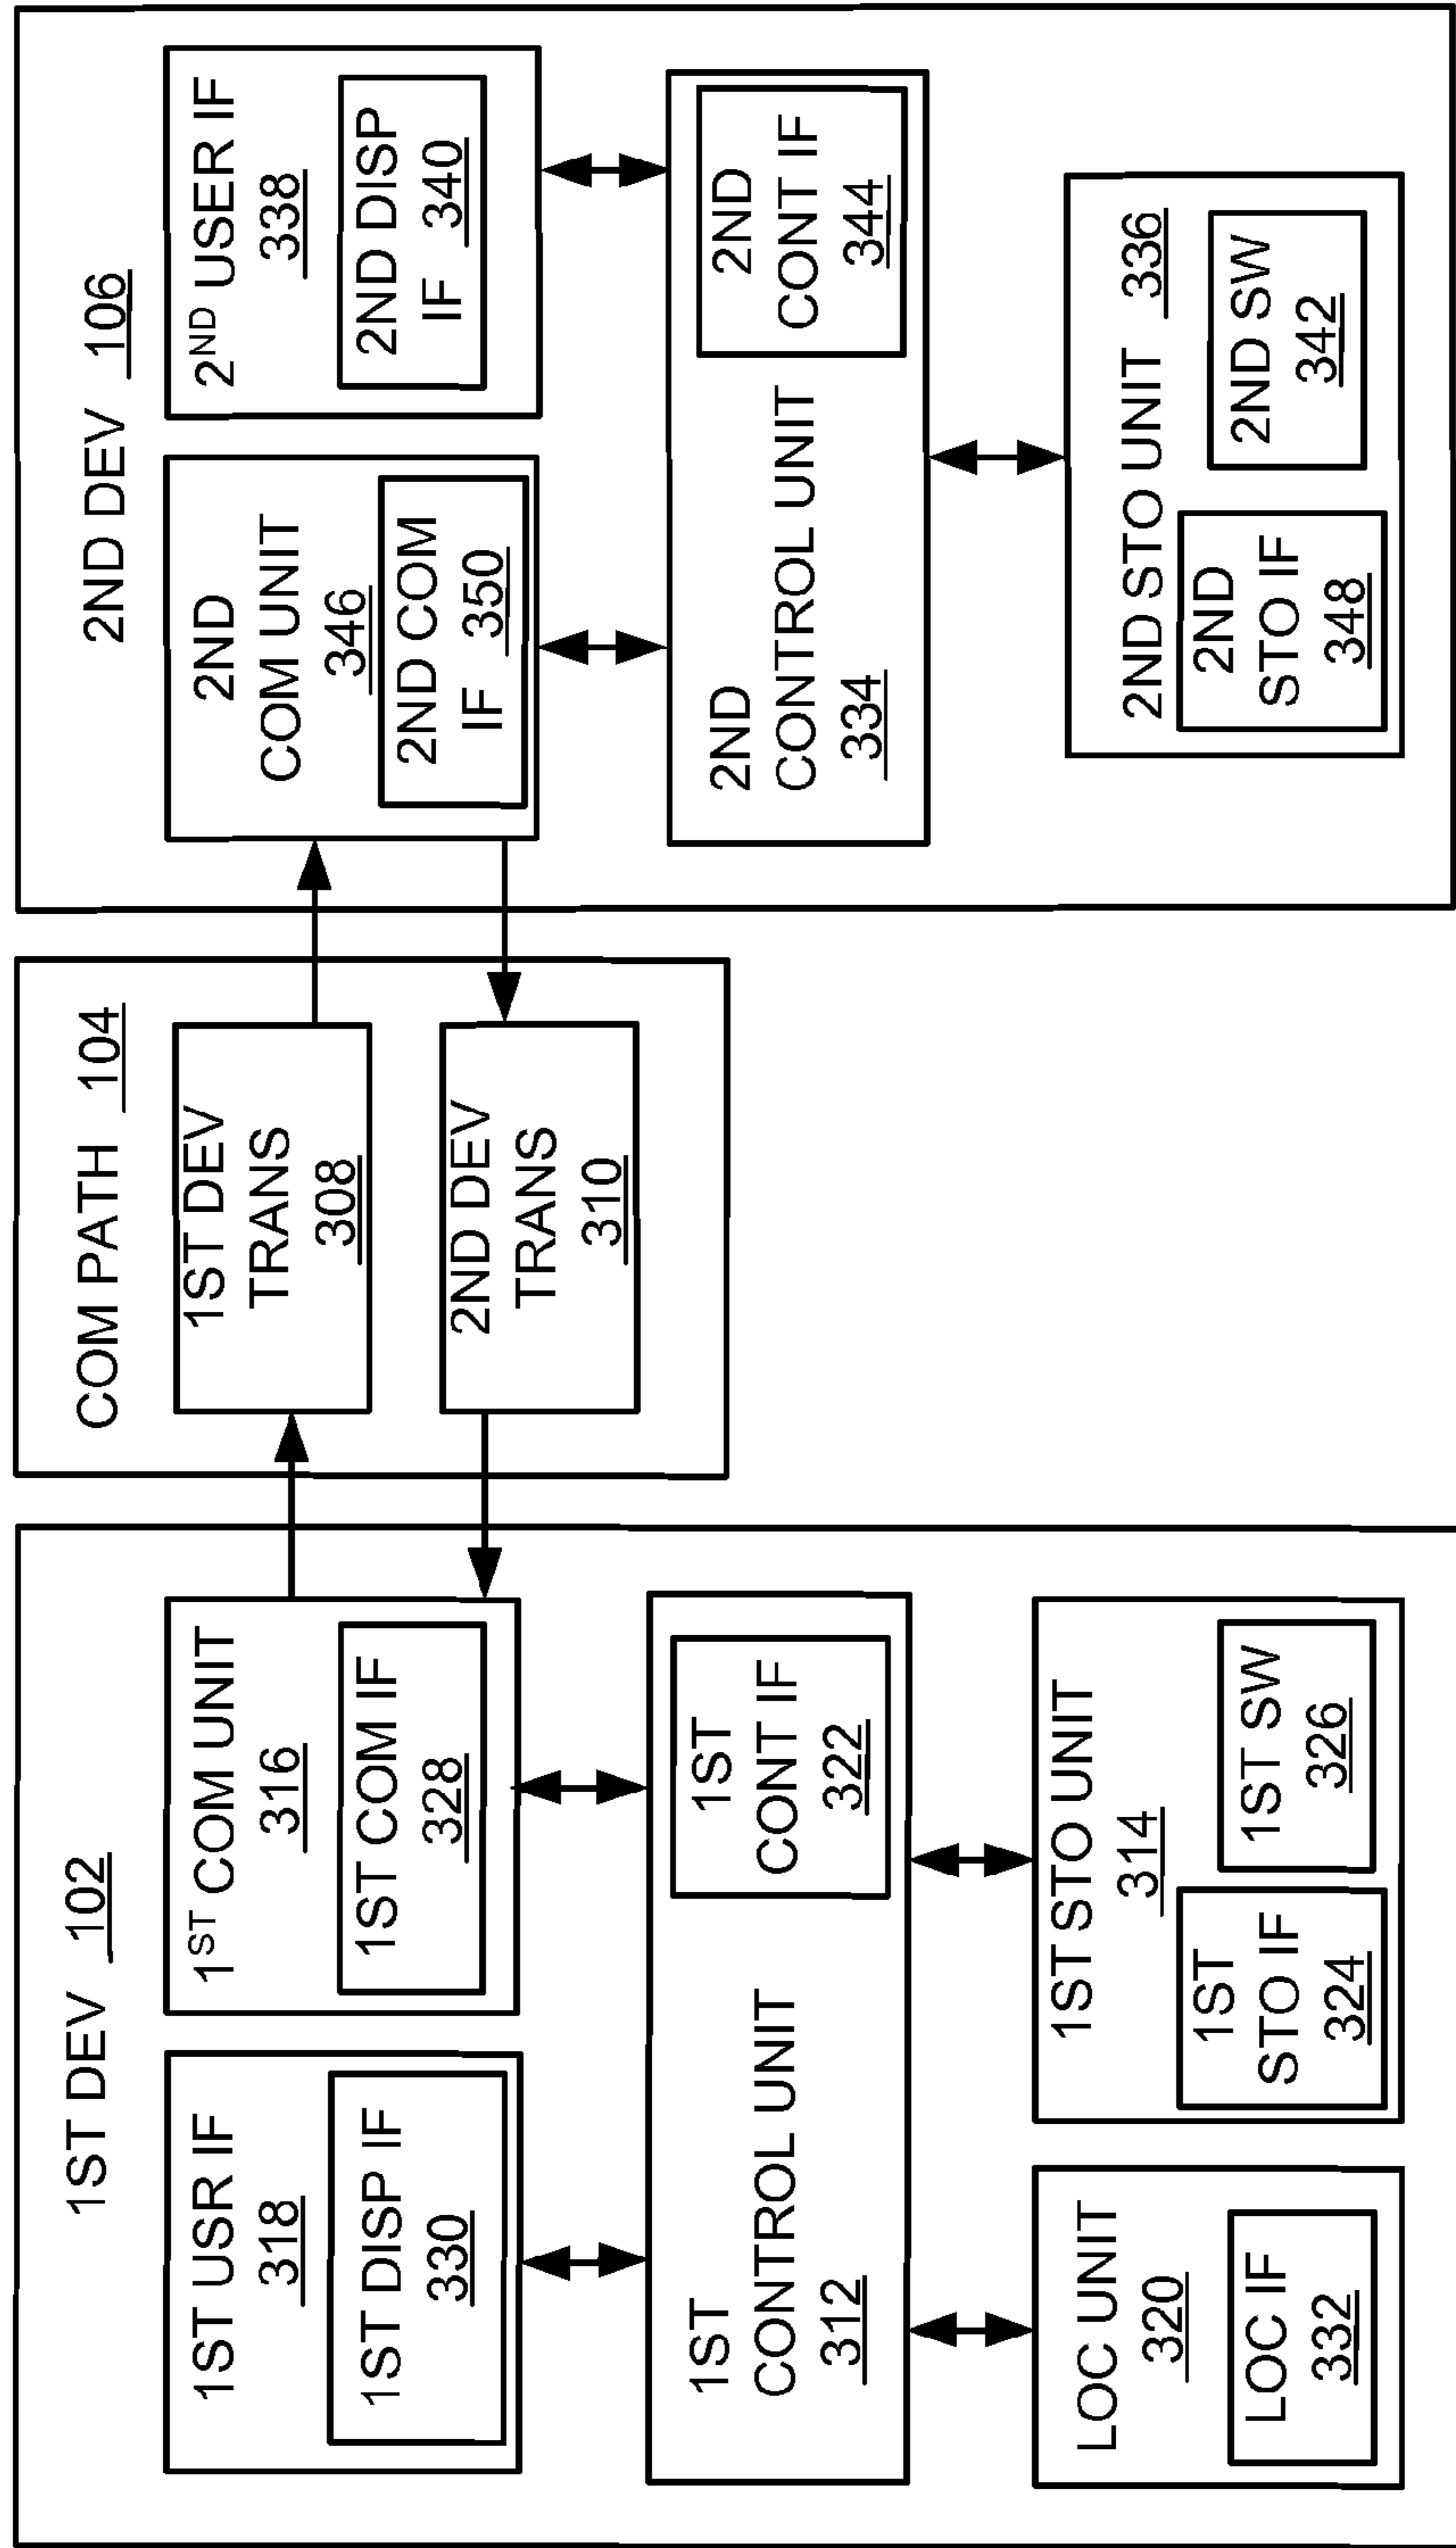 1ST DEV 102
1ST USR IF
318
1ST DISP IF
330
1ST COM UNIT
316
1ST COM IF
328
1ST
CONTROL UNIT
312
1ST
CONT IF
322
LOC UNIT
320
LOC IF
332
1ST STO UNIT
314
1ST
STO IF
324
1ST SW
326
COM PATH 104
1ST DEV
TRANS
308
2ND DEV
TRANS
310
2ND DEV 106
2ND
COM UNIT
346
2ND COM
IF 350
2ND USER IF
338
2ND DISP
IF 340
2ND
CONTROL UNIT
334
2ND
CONT IF
344
2ND STO UNIT 336
2ND
STO IF
348
2ND SW
342